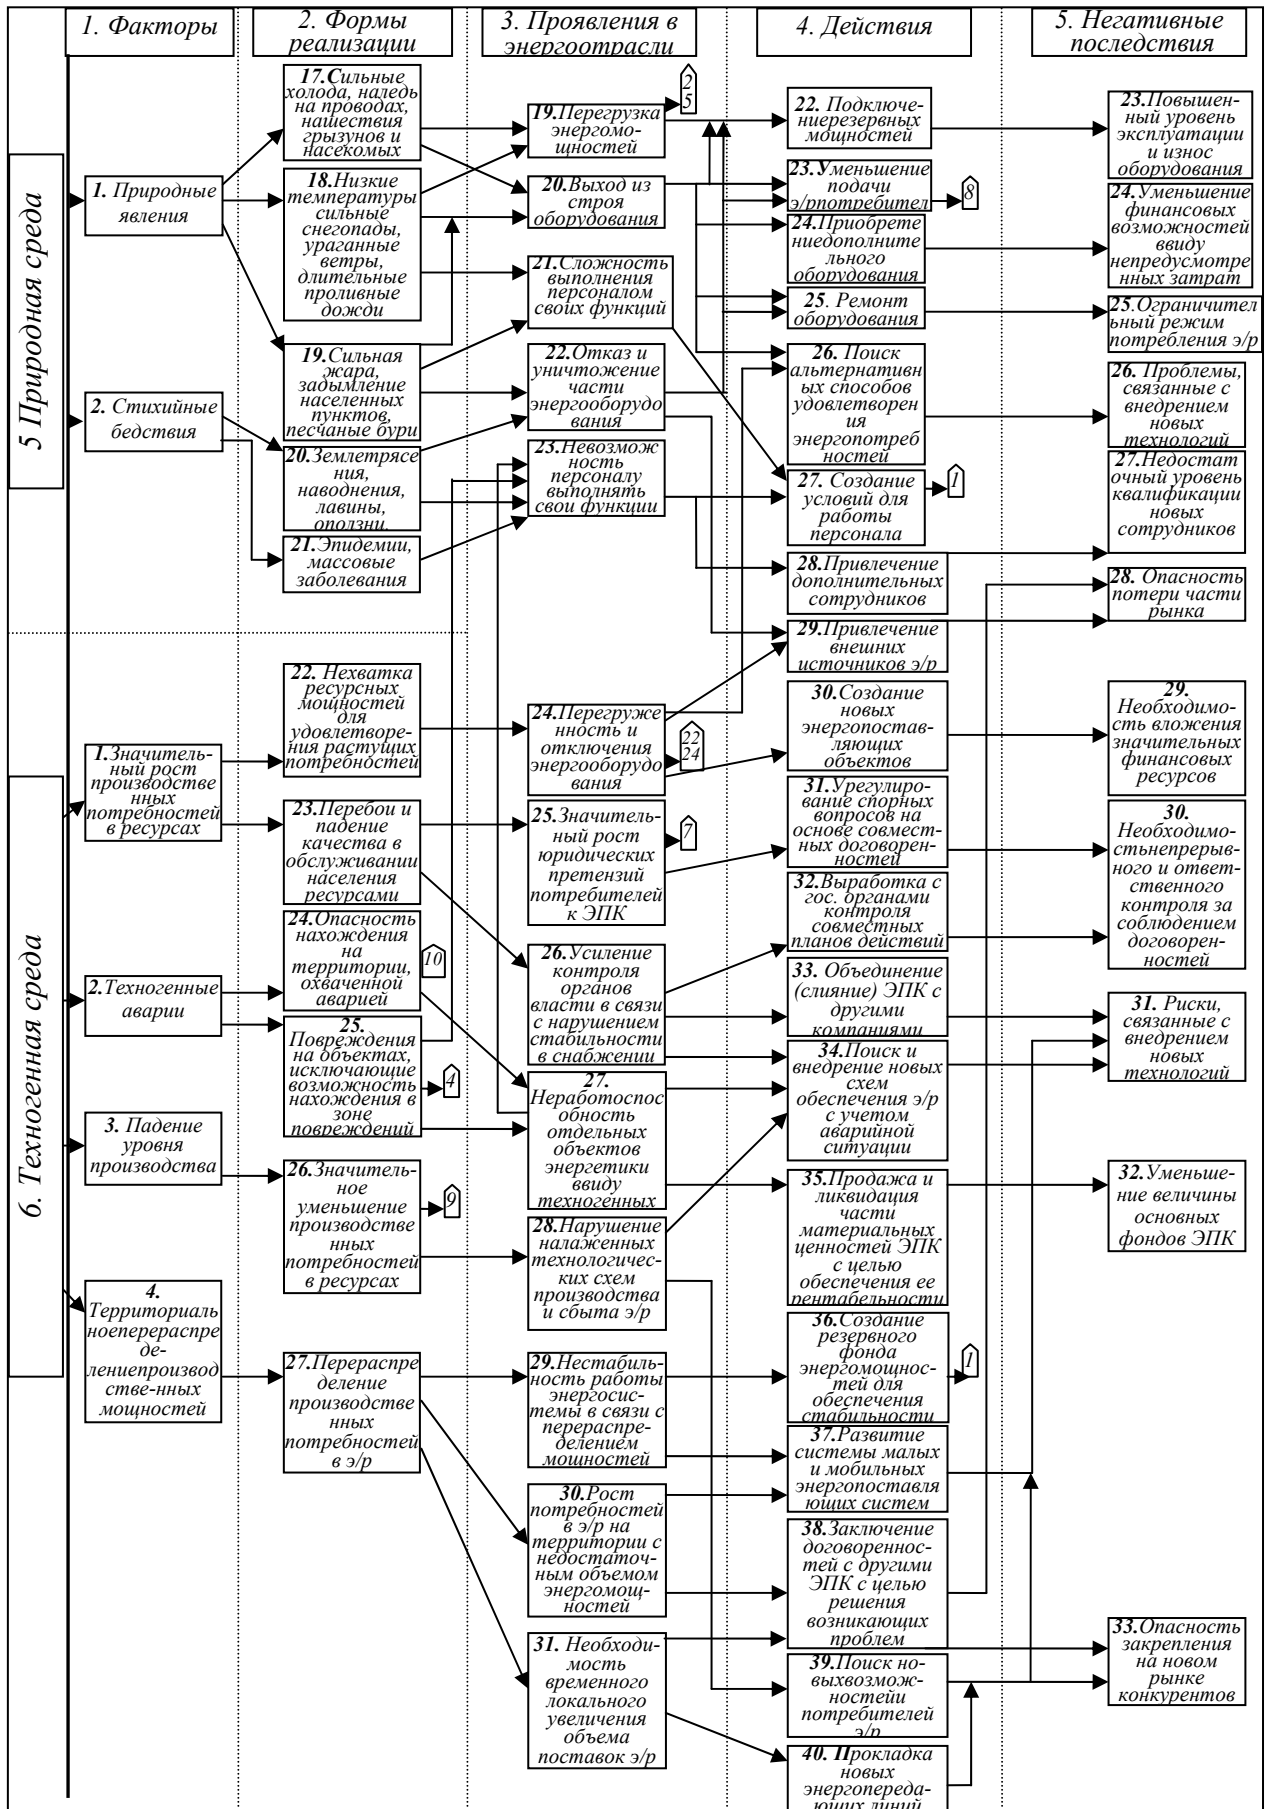 1. Факторы
2. Формы
реализации
3. Проявления в
энергоотрасли
4. Действия
5. Негативные
последствия
5 Природная среда
1. Природные
явления
2. Стихийные
бедствия
17.Сильные
холода, наледь
на проводах,
нашествия
грызунов и
насекомых
18.Низкие
температуры
сильные
снегопады,
ураганные
ветры,
длительные
проливные
дожди
19.Сильная
жара,
задымление
населенных
пунктов,
песчаные бури
20.Землетрясе
ния,
наводнения,
лавины,
оползни.
21.Эпидемии,
массовые
заболевания
19.Перегрузка
энергомо-
щностей
2
5
20.Выход из
строя
оборудования
21.Сложность
выполнения
персоналом
своих функций
22.Отказ и
уничтожение
части
энергооборудо
вания
23.Невозмож
ность
персоналу
выполнять
свои функции
22. Подключе-
ниерезервных
мощностей
23.Уменьшение
подачи
э/рпотребител
8
24.Приобрете
ниедополните
льного
оборудования
25. Ремонт
оборудования
26. Поиск
альтернативн
ых способов
удовлетворен
ия
энергопотреб
ностей
27. Создание
условий для
работы
персонала
1
28.Привлечение
дополнительных
сотрудников
29.Привлечение
внешних
источников э/р
23.Повышен-
ный уровень
эксплуатации
и износ
оборудования
24.Уменьшение
финансовых
возможностей
ввиду
непредусмотре
нных затрат
25.Ограничител
ьный режим
потребления э/р
26. Проблемы,
связанные с
внедрением
новых
технологий
27.Недостат
очный уровень
квалификации
новых
сотрудников
28. Опасность
потери части
рынка
6. Техногенная среда
1.Значитель-
ный рост
производстве
нных
потребностей
в ресурсах
2.Техногенные
аварии
3. Падение
уровня
производства
4.
Территориаль
ноеперераспре
де-
лениепроизвод
стве-нных
мощностей
22. Нехватка
ресурсных
мощностей
для
удовлетворе-
ния растущих
потребностей
23.Перебои и
падение
качества в
обслуживании
населения
ресурсами
24.Опасность
нахождения
на
территории,
охваченной
аварией
10
25.
Повреждения
на объектах,
исключающие
возможность
нахождения в
зоне
повреждений
4
26.Значитель-
ное
уменьшение
производстве
нных
потребностей
в ресурсах
9
27.Перераспре
деление
производстве
нных
потребностей
в э/р
24.Перегруже
нность и
отключения
энергооборудо
вания
22
24
25.Значитель-
ный рост
юридических
претензий
потребителей
к ЭПК
7
26.Усиление
контроля
органов
власти в связи
с нарушением
стабильности
в снабжении
27.
Неработоспос
обность
отдельных
объектов
энергетики
ввиду
техногенных
28.Нарушение
налаженных
технологичес-
ких схем
производства
и сбыта э/р
29.Нестабиль-
ность работы
энергосис-
темы в связи с
перераспре-
делением
мощностей
30.Рост
потребностей
в э/р на
территории с
недостаточ-
ным объемом
энергомощ-
ностей
31. Необходи-
мость
временного
локального
увеличения
объема
поставок э/р
30.Создание
новых
энергопостав-
ляющих
объектов
31. Урегулиро-
вание спорных
вопросов на
основе совмест-
ных договорен-
ностей
32.Выработка с
гос. органами
контроля
совместных
планов действий
33. Объединение
(слияние) ЭПК с
другими
компаниями
34.Поиск и
внедрение новых
схем
обеспечения э/р
с учетом
аварийной
ситуации
35.Продажа и
ликвидация
части
материальных
ценностей ЭПК
с целью
обеспечения ее
рентабельности
36.Создание
резервного
фонда
энергомощнос-
тей для
обеспечения
стабильности
1
37.Развитие
системы малых
и мобильных
энергопоставля
ющих систем
38.Заключение
договореннос-
тей с другими
ЭПК с целью
решения
возникающих
проблем
39.Поиск но-
выхвозмож-
ностейи
потребителей
э/р
40. Прокладка
новых
энергопереда-
ющих линий
29.
Необходимо-
сть вложения
значительных
финансовых
ресурсов
30.
Необходимо-
стьнепрерыв-
ного и ответ-
ственного
контроля за
соблюдением
договорен-
ностей
31. Риски,
связанные с
внедрением
новых
технологий
32.Уменьше-
ние величины
основных
фондов ЭПК
33.Опасность
закрепления
на новом
рынке
конкурентов